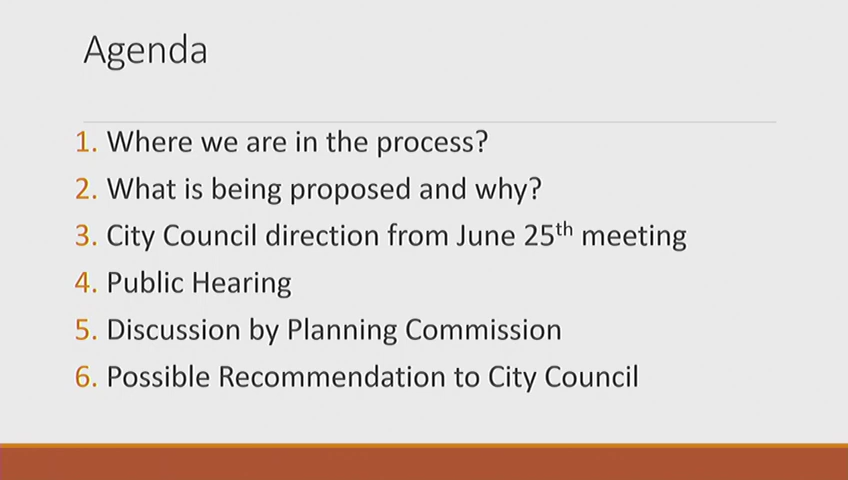 Agenda
1. Where we are in the process?
2. What is being proposed and why?
3. City Council direction from June 25th meeting
4. Public Hearing
5. Discussion by Planning Commission
6. Possible Recommendation to City Council